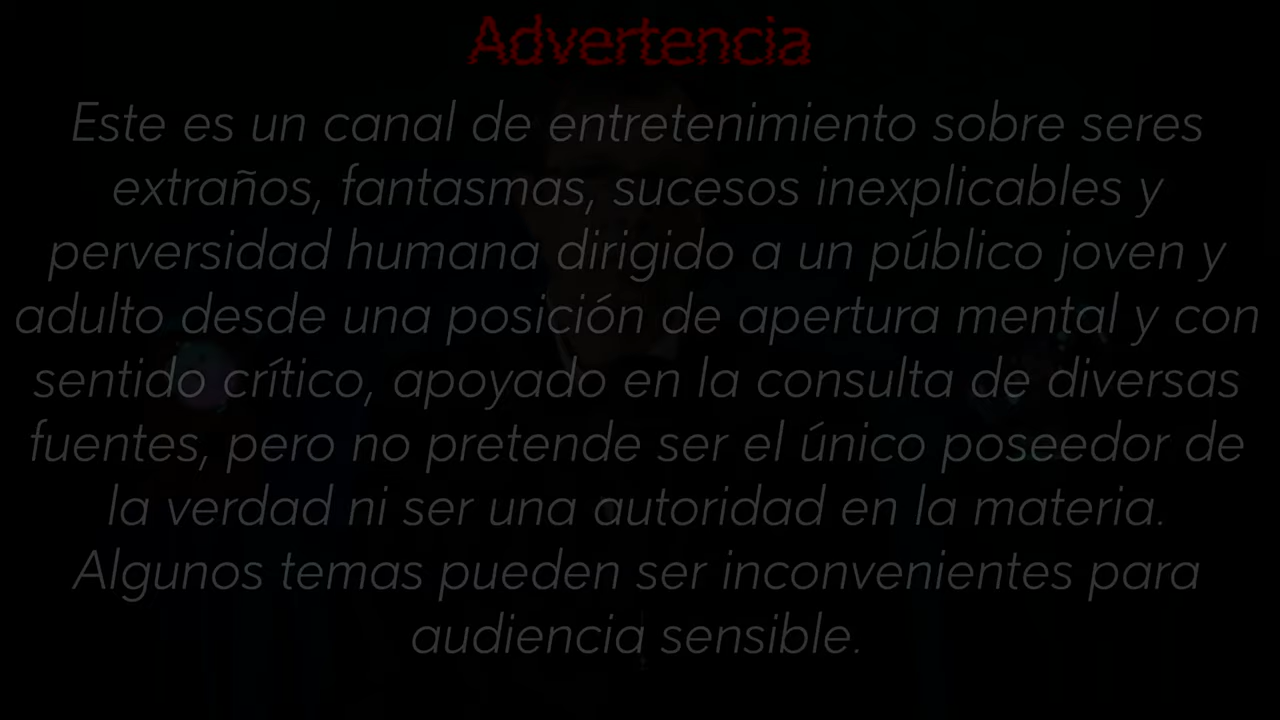 Advertencia
Este es un canal de entretenimiento sobre seres
extraños, fantasmas, sucesos inexplicables y
perversidad humana dirigido a un público joven y
adulto desde una posición de apertura mental y con
sentido crítico, apoyado en la consulta de diversas
fuentes, pero no pretende ser el único poseedor de
la verdad ni ser una autoridad en la materia.
Algunos temas pueden ser inconvenientes para
audiencia sensible.